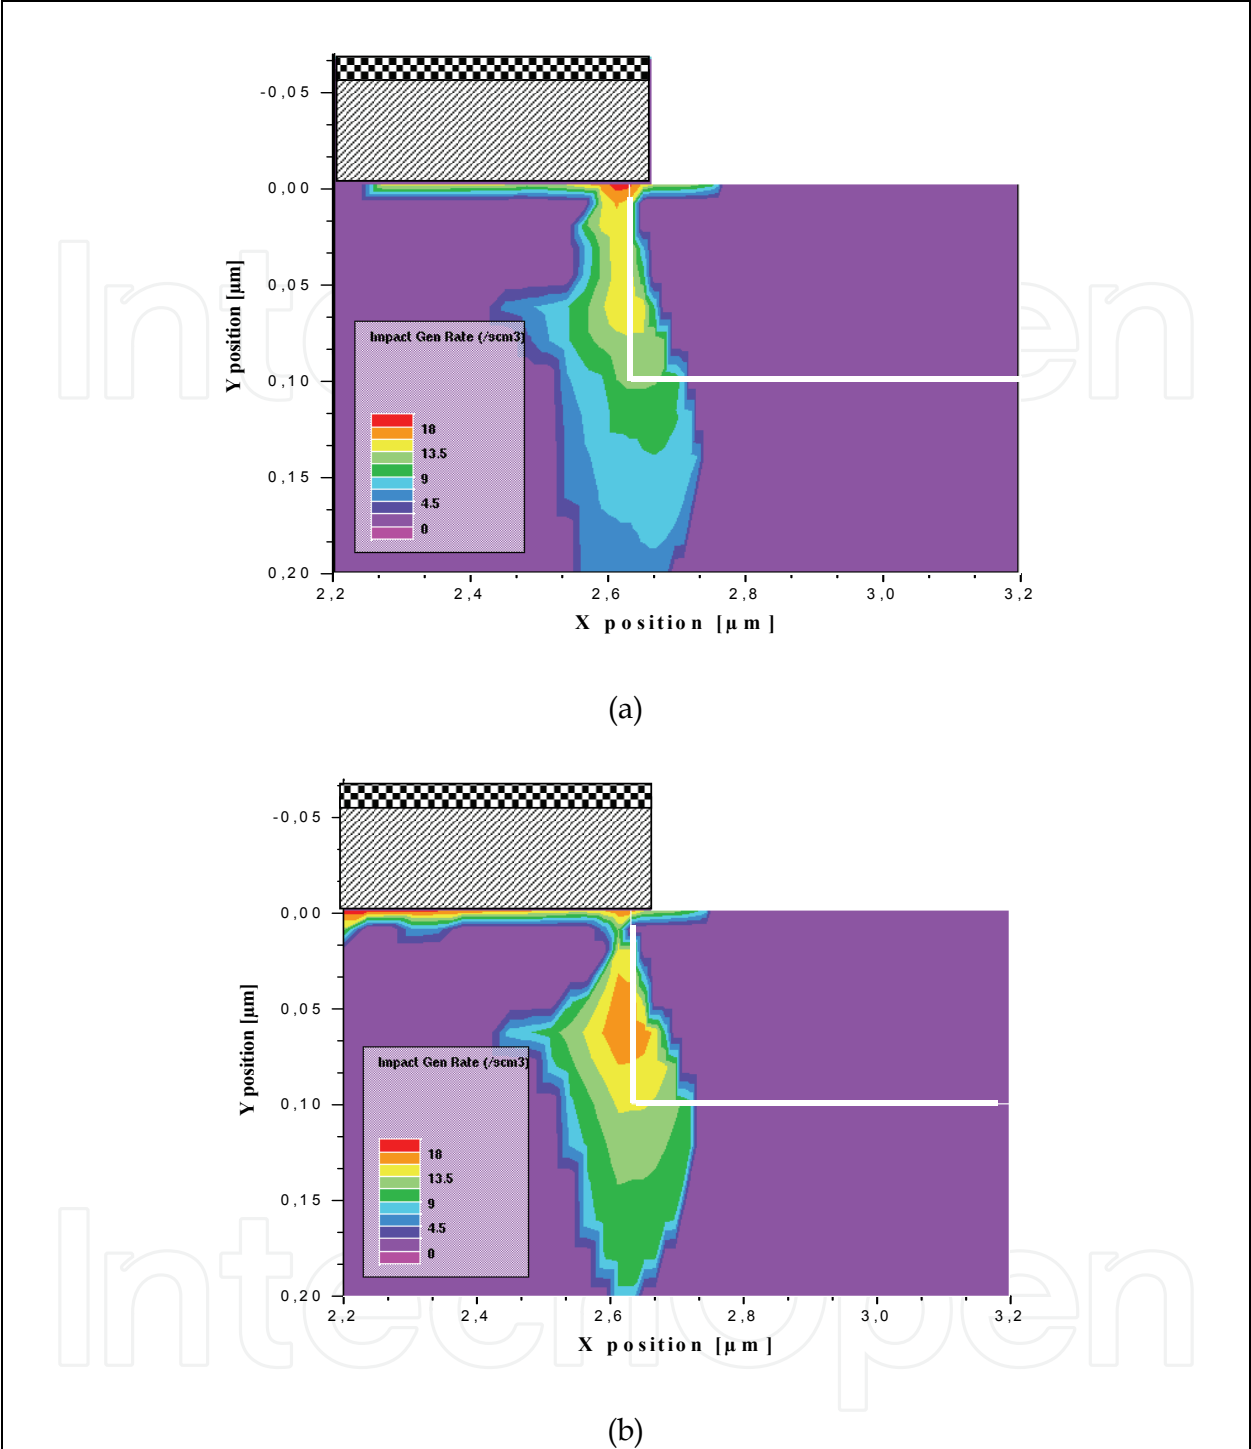 -0,05
0,00
0,05
0,10
0,15
0,20
Y position [µm]
Impact Gen Rate (/scm3)
18
13.5
9
4.5
0
2,2 2,4 2,6 2,8 3,0 3,2
X position [µm]
(a)
-0,05
0,00
0,05
0,10
0,15
0,20
Y position [µm]
Impact Gen Rate (/scm3)
18
13.5
9
4.5
0
2,2 2,4 2,6 2,8 3,0 3,2
X position [µm]
(b)
IntechOpen